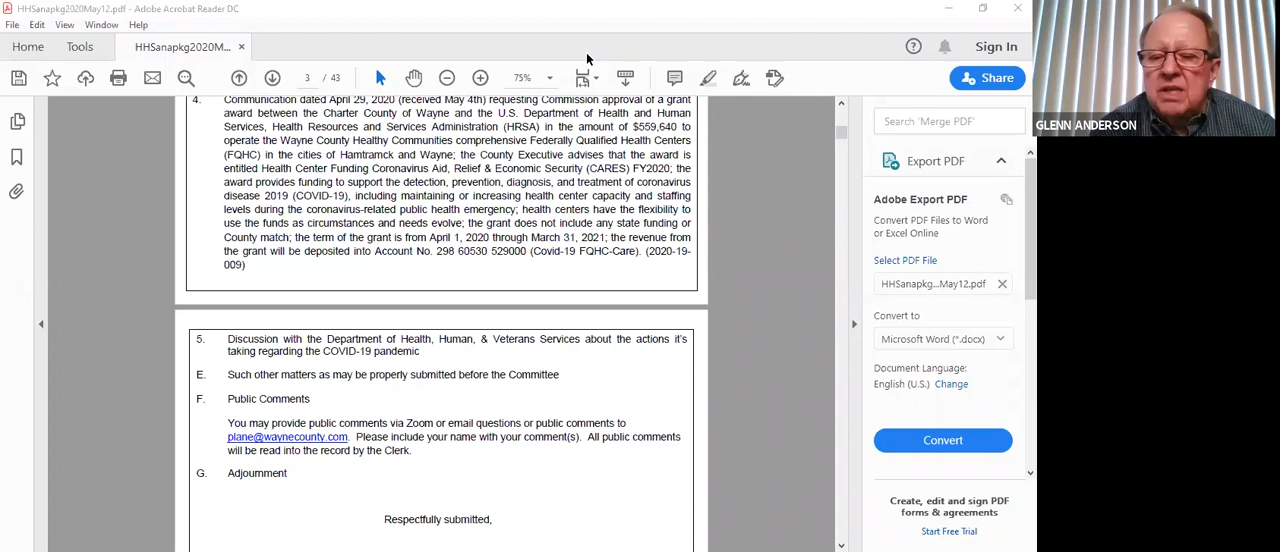 HHSanapkg2020May12.pdf - Adobe Acrobat Reader DC
File Edit View Window Help
Home Tools HHSanapkg2020M... × Sign In
3 / 43 75% Share
4. Communication dated April 29, 2020 (received May 4th) requesting Commission approval of a grant
award between the Charter County of Wayne and the U.S. Department of Health and Human
Services, Health Resources and Services Administration (HRSA) in the amount of $559,640 to
operate the Wayne County Healthy Communities comprehensive Federally Qualified Health Centers
(FQHC) in the cities of Hamtramck and Wayne; the County Executive advises that the award is
entitled Health Center Funding Coronavirus Aid, Relief & Economic Security (CARES) FY2020; the
award provides funding to support the detection, prevention, diagnosis, and treatment of coronavirus
disease 2019 (COVID-19), including maintaining or increasing health center capacity and staffing
levels during the coronavirus-related public health emergency; health centers have the flexibility to
use the funds as circumstances and needs evolve; the grant does not include any state funding or
County match; the term of the grant is from April 1, 2020 through March 31, 2021; the revenue from
the grant will be deposited into Account No. 298 60530 529000 (Covid-19 FQHC-Care). (2020-19-
009)
5. Discussion with the Department of Health, Human, & Veterans Services about the actions it's
taking regarding the COVID-19 pandemic
E. Such other matters as may be properly submitted before the Committee
F. Public Comments
You may provide public comments via Zoom or email questions or public comments to
plane@waynecounty.com. Please include your name with your comment(s). All public comments
will be read into the record by the Clerk.
G. Adjournment
Respectfully submitted,
Search 'Merge PDF'
Export PDF
Adobe Export PDF
Convert PDF Files to Word
or Excel Online
Select PDF File
HHSanapkg...May12.pdf
Convert to
Microsoft Word (*.docx)
Document Language:
English (U.S.) Change
Convert
Create, edit and sign PDF
forms & agreements
Start Free Trial
GLENN ANDERSON